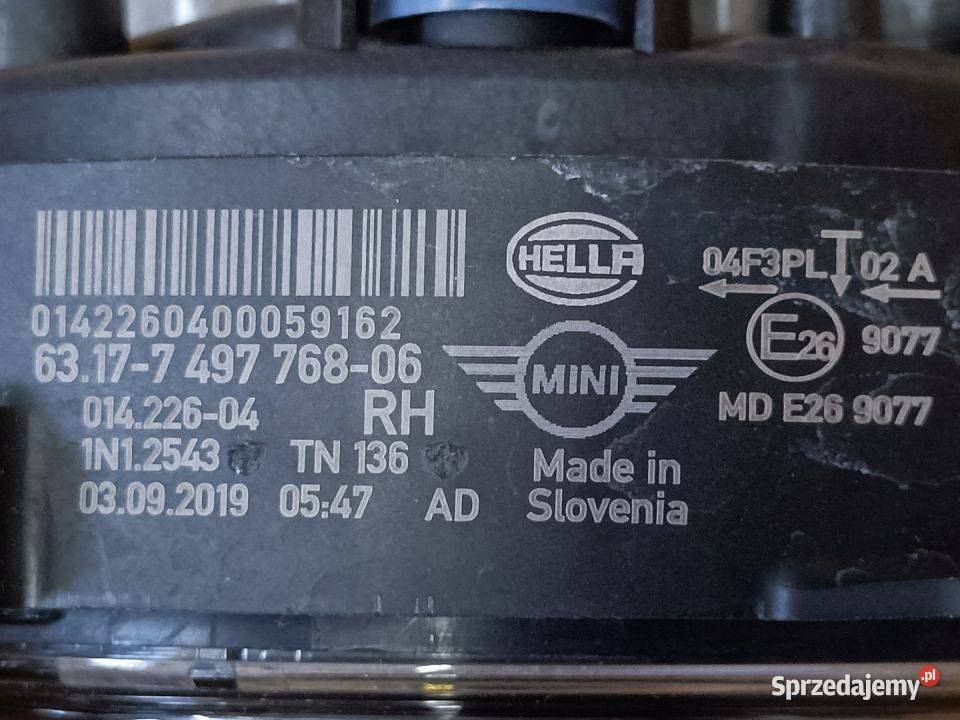 0142260400059162
63.17-7 497 768-06
014.226-04 RH
1N1.2543 TN 136
03.09.2019 05:47 AD
HELLA
MINI
Made in
Slovenia
04F3PL 02 A
E26 9077
MD E26 9077
Sprzedajemy.pl